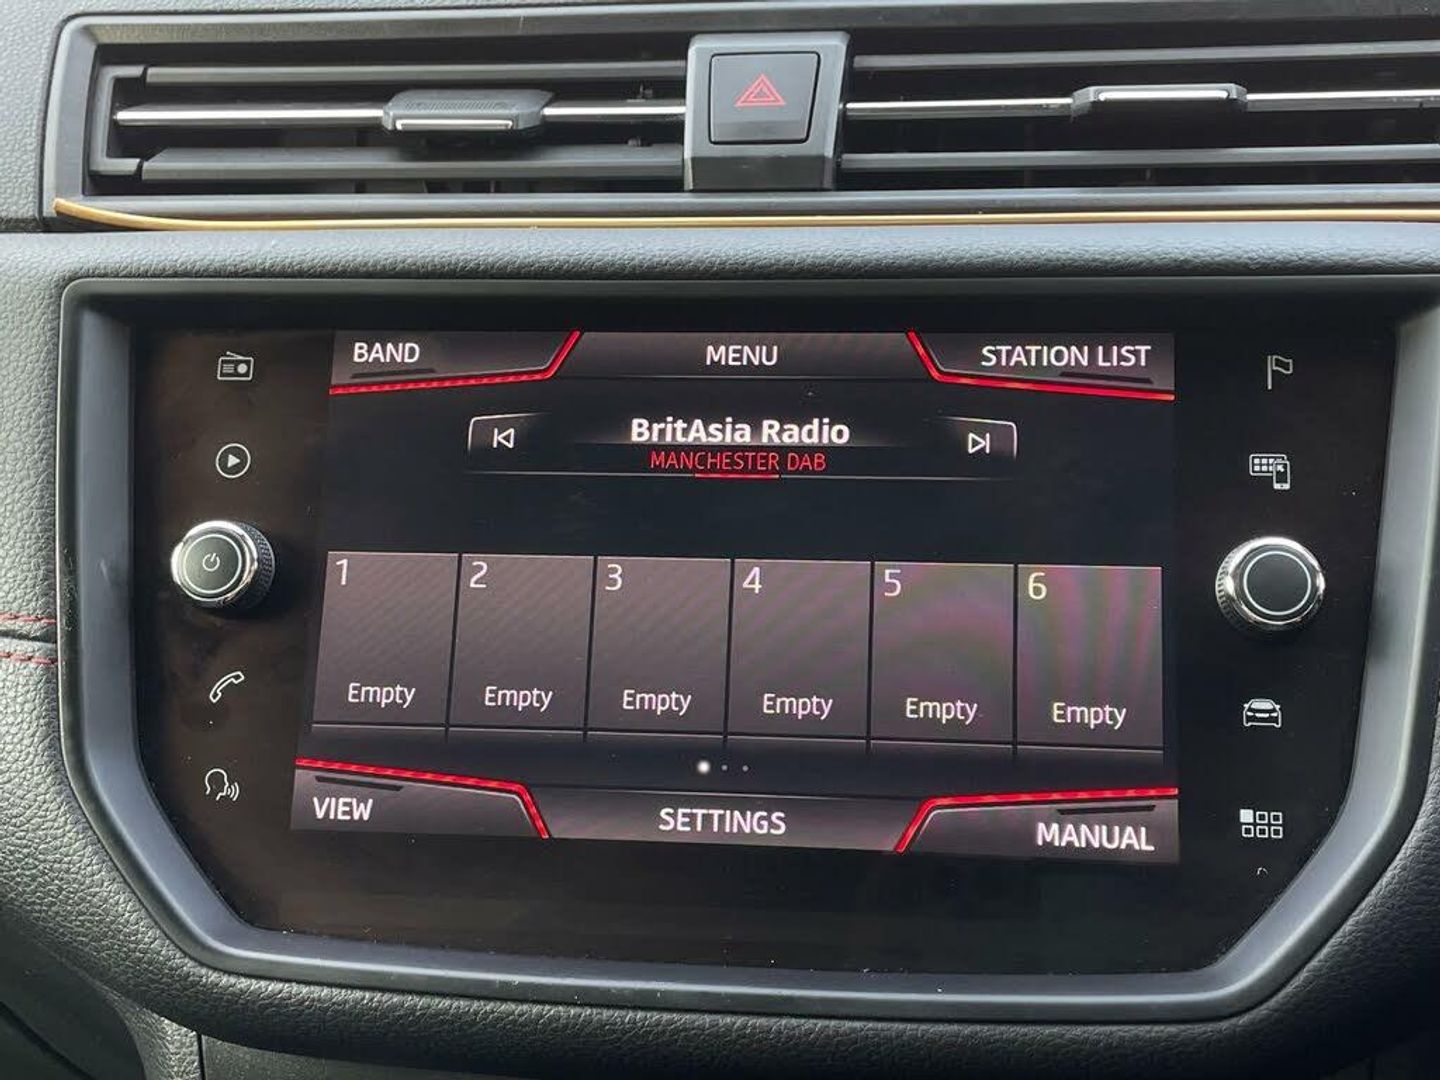 BAND MENU STATION LIST
BritAsia Radio
MANCHESTER DAB
1 2 3 4 5 6
Empty Empty Empty Empty Empty Empty
VIEW SETTINGS MANUAL